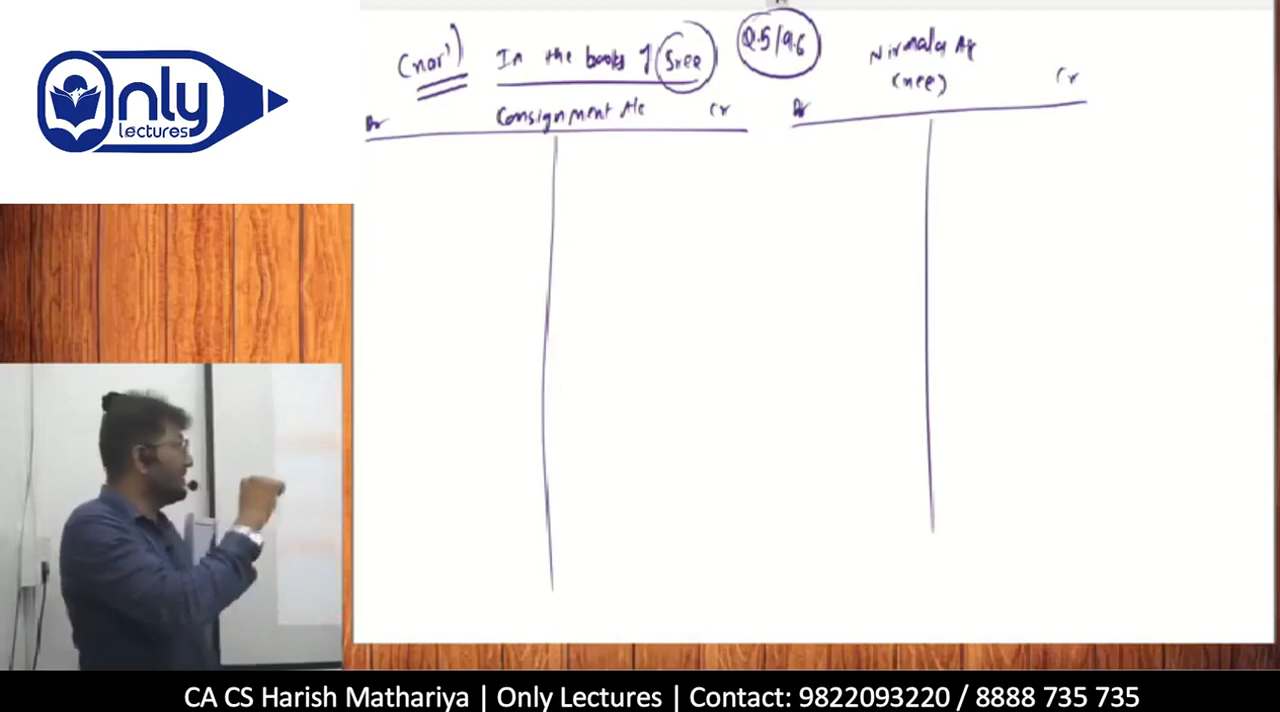 Only
lectures
(nor')
In the books of Sree
Q.5/9.6
Nirmala A/c
(nee)
Dr
Consignment A/c
Cr
Dr
Cr
CA CS Harish Mathariya | Only Lectures | Contact: 9822093220 / 8888 735 735